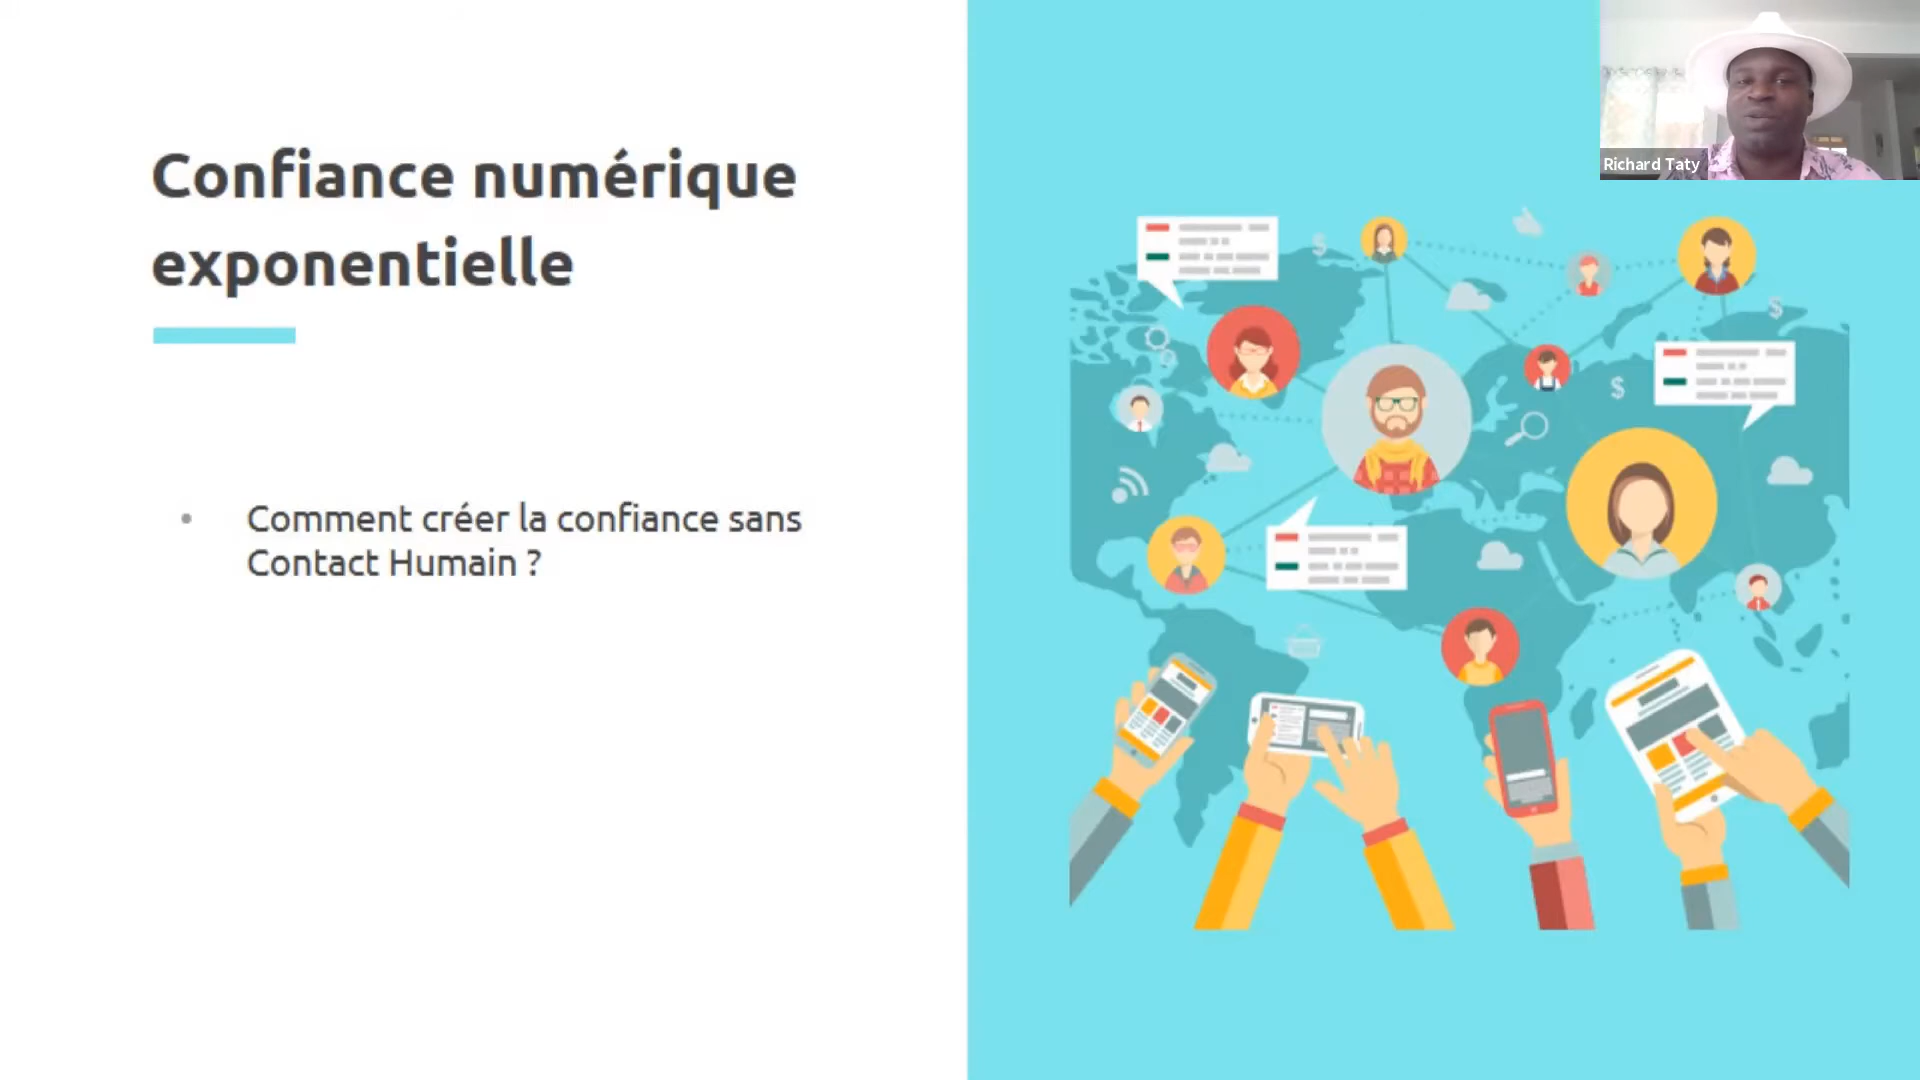 Confiance numérique
exponentielle
Comment créer la confiance sans
Contact Humain ?
Richard Taty